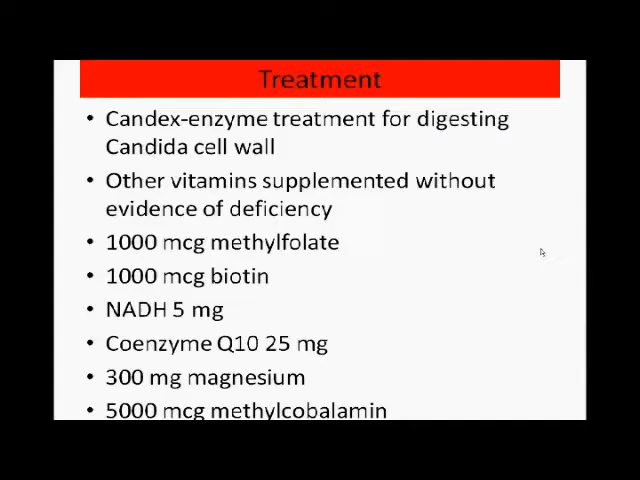 Treatment
• Candex-enzyme treatment for digesting
Candida cell wall
• Other vitamins supplemented without
evidence of deficiency
• 1000 mcg methylfolate
• 1000 mcg biotin
• NADH 5 mg
• Coenzyme Q10 25 mg
• 300 mg magnesium
• 5000 mcg methylcobalamin